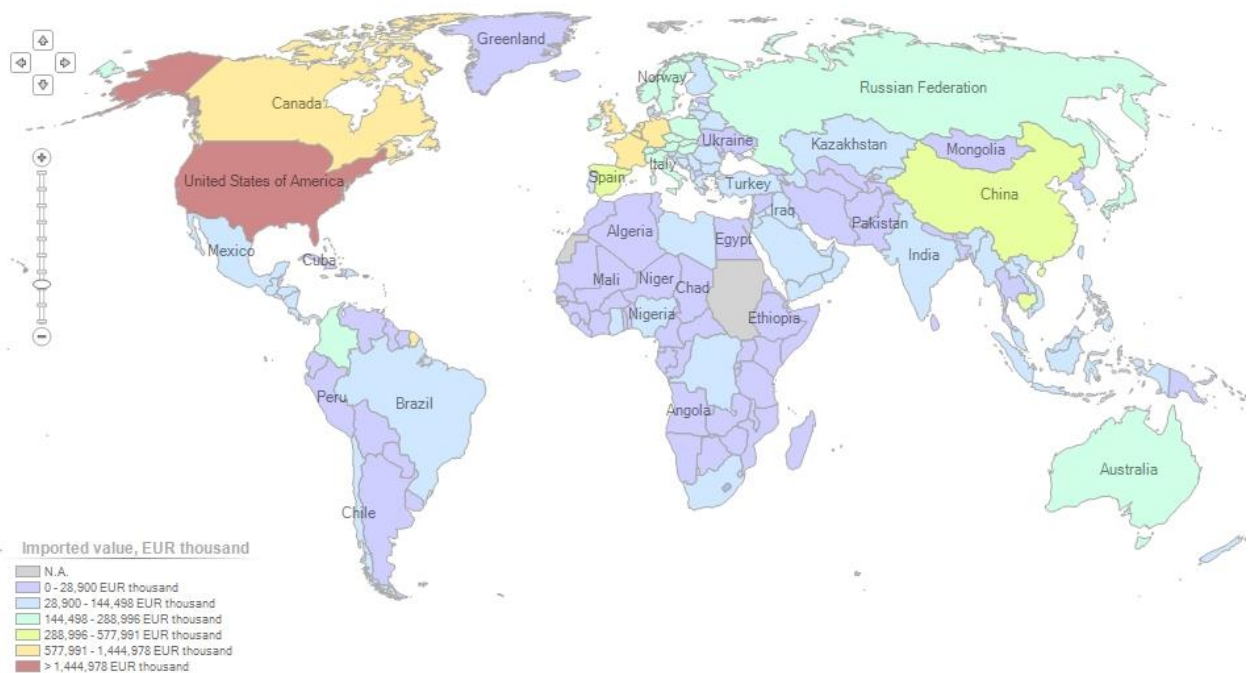 Greenland
Norway
Russian Federation
Canada
Ukraine
Kazakhstan
Mongolia
Italy
Spain
United States of America
Turkey
China
Iraq
Pakistan
Algeria
Egypt
Mexico
India
Cuba
Mali
Niger
Chad
Nigeria
Ethiopia
Peru
Brazil
Angola
Australia
Chile
Imported value, EUR thousand
N.A.
0 - 28,900 EUR thousand
28,900 - 144,498 EUR thousand
144,498 - 288,996 EUR thousand
288,996 - 577,991 EUR thousand
577,991 - 1,444,978 EUR thousand
> 1,444,978 EUR thousand